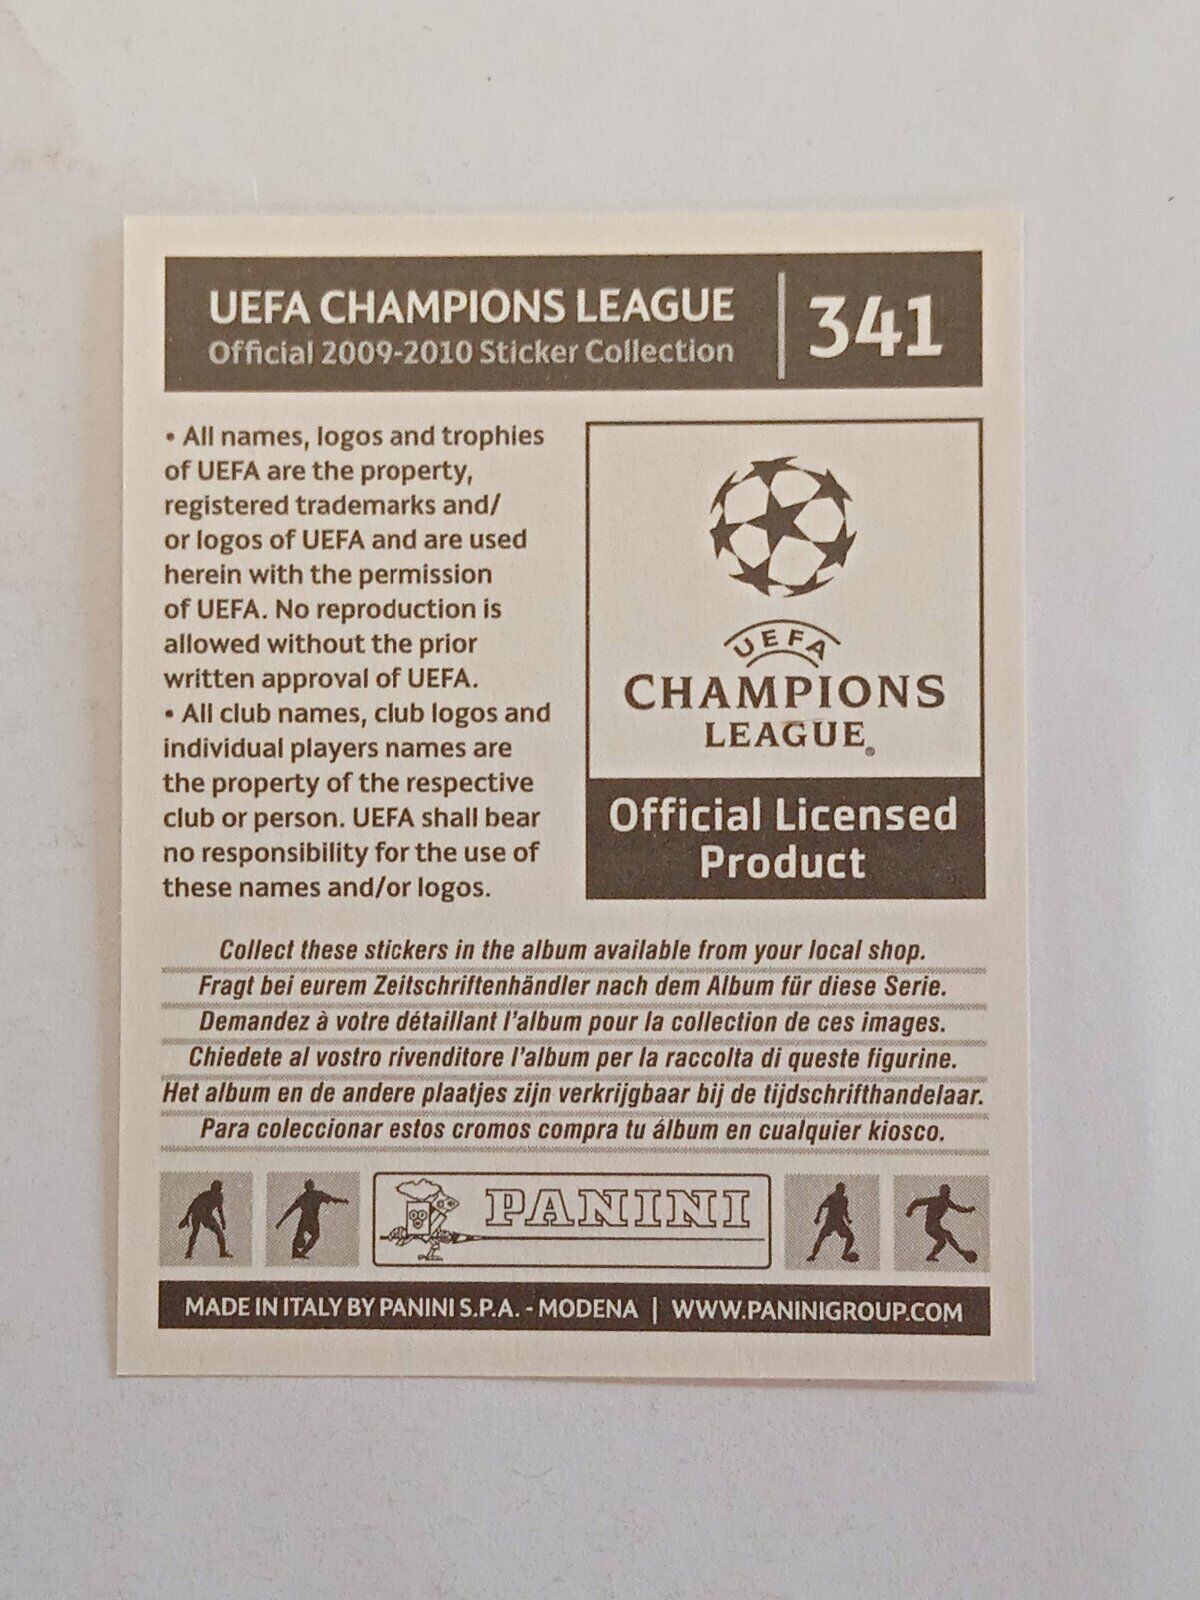 UEFA CHAMPIONS LEAGUE
Official 2009-2010 Sticker Collection
341
• All names, logos and trophies
of UEFA are the property,
registered trademarks and/
or logos of UEFA and are used
herein with the permission
of UEFA. No reproduction is
allowed without the prior
written approval of UEFA.
• All club names, club logos and
individual players names are
the property of the respective
club or person. UEFA shall bear
no responsibility for the use of
these names and/or logos.
UEFA
CHAMPIONS
LEAGUE®
Official Licensed
Product
Collect these stickers in the album available from your local shop.
Fragt bei eurem Zeitschriftenhändler nach dem Album für diese Serie.
Demandez à votre détaillant l'album pour la collection de ces images.
Chiedete al vostro rivenditore l'album per la raccolta di queste figurine.
Het album en de andere plaatjes zijn verkrijgbaar bij de tijdschrifthandelaar.
Para coleccionar estos cromos compra tu álbum en cualquier kiosco.
PANINI
MADE IN ITALY BY PANINI S.P.A. - MODENA | WWW.PANINIGROUP.COM